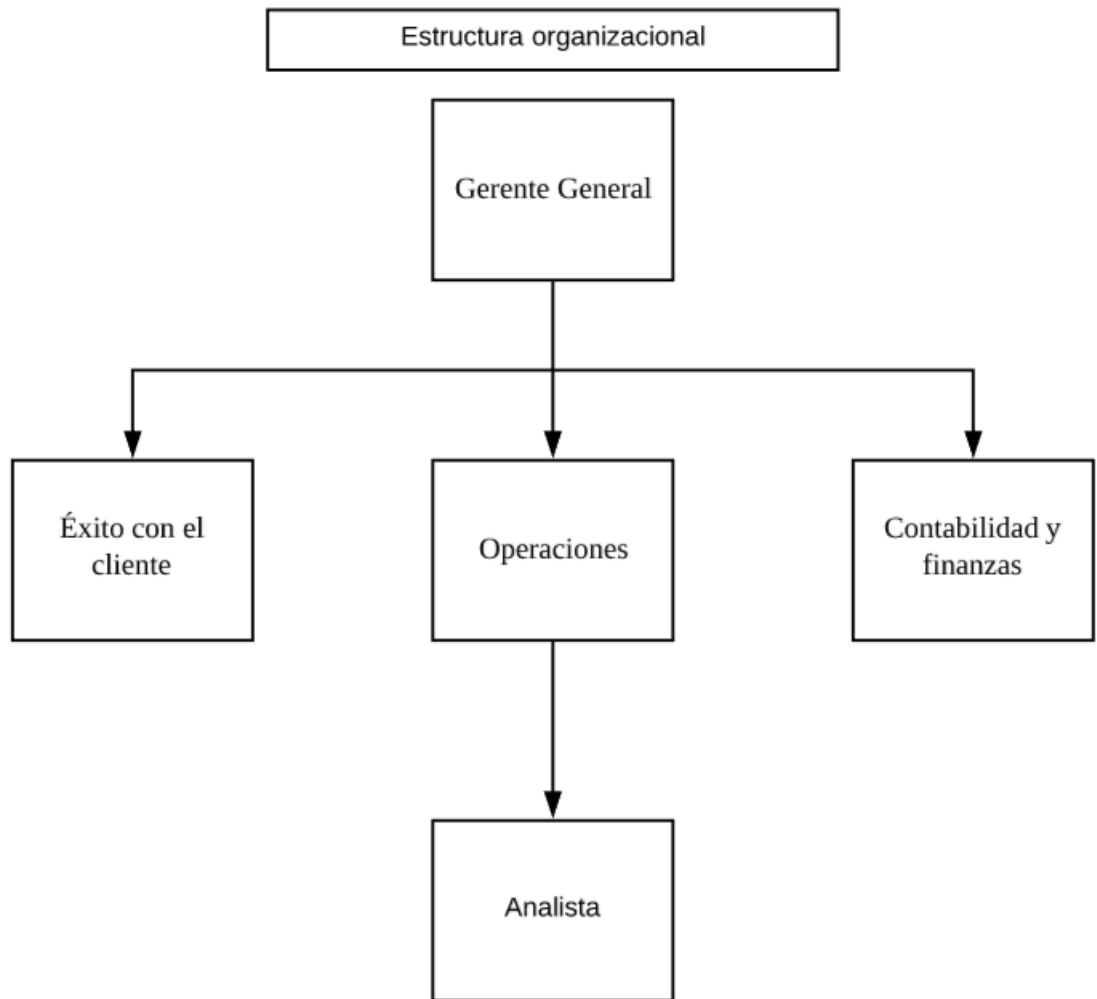 Estructura organizacional
Gerente General
Éxito con el
cliente
Operaciones
Contabilidad y
finanzas
Analista